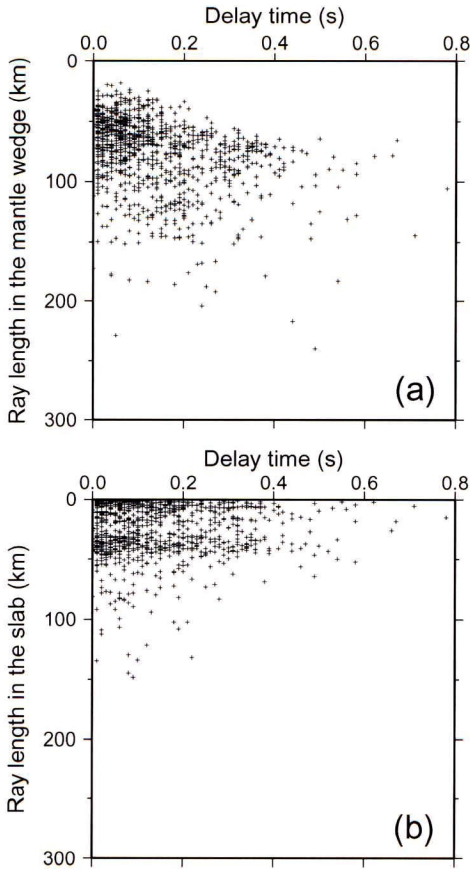 Delay time (s)
0.0 0.2 0.4 0.6 0.8
Ray length in the mantle wedge (km)
0
100
200
300
(a)
Delay time (s)
0.0 0.2 0.4 0.6 0.8
Ray length in the slab (km)
0
100
200
300
(b)